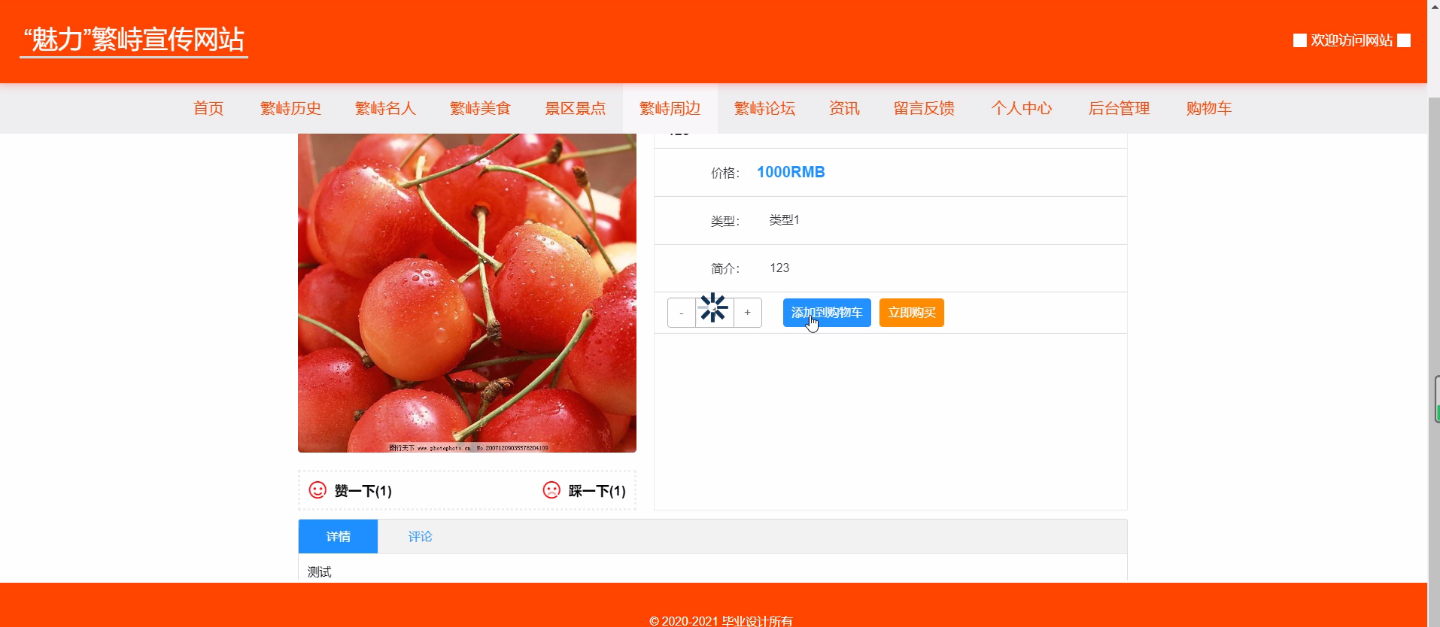 “魅力”繁峙宣传网站
欢迎访问网站
首页 繁峙历史 繁峙名人 繁峙美食 景区景点 繁峙周边 繁峙论坛 资讯 留言反馈 个人中心 后台管理 购物车
价格： 1000RMB
类型： 类型1
简介： 123
- + 添加到购物车 立即购买
赞一下(1) 踩一下(1)
详情 评论
测试
© 2020-2021 毕业设计所有